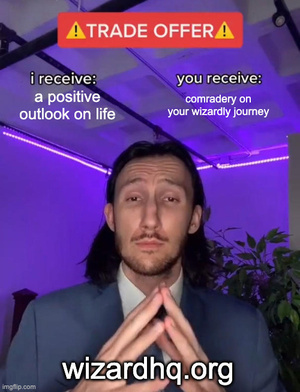 ⚠TRADE OFFER⚠
i receive:
you receive:
a positive
outlook on life
comradery on
your wizardly journey
wizardhq.org
imgflip.com